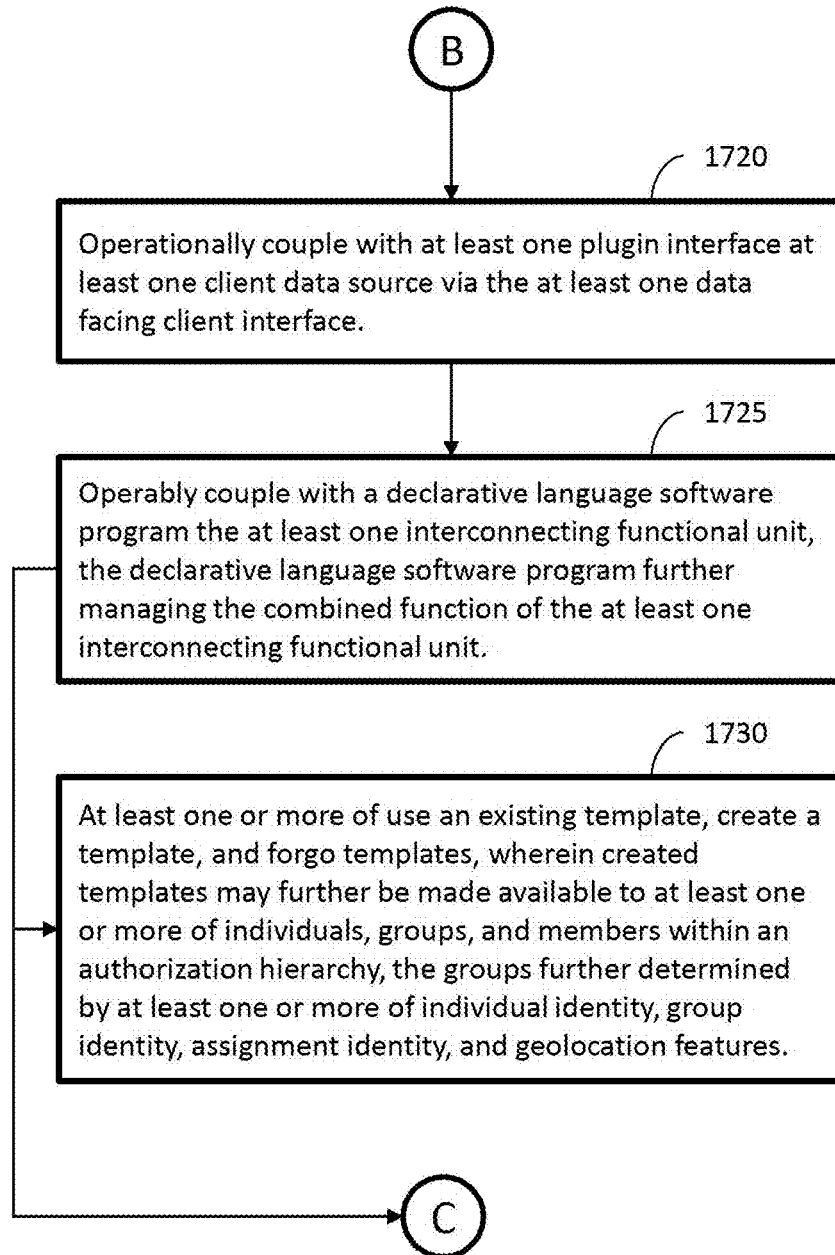 B
1720
Operationally couple with at least one plugin interface at
least one client data source via the at least one data
facing client interface.
1725
Operably couple with a declarative language software
program the at least one interconnecting functional unit,
the declarative language software program further
managing the combined function of the at least one
interconnecting functional unit.
1730
At least one or more of use an existing template, create a
template, and forgo templates, wherein created
templates may further be made available to at least one
or more of individuals, groups, and members within an
authorization hierarchy, the groups further determined
by at least one or more of individual identity, group
identity, assignment identity, and geolocation features.
C